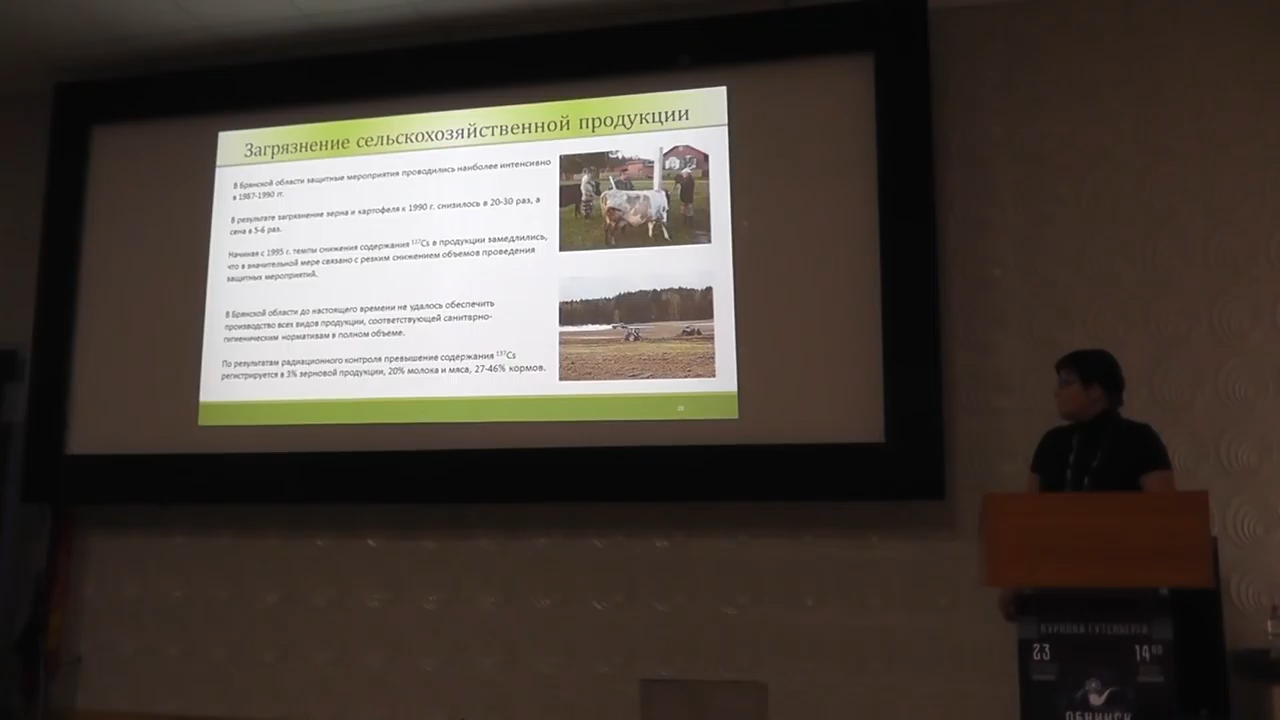 Загрязнение сельскохозяйственной продукции
В Брянской области защитные мероприятия проводились наиболее интенсивно
в 1987-1990 гг.
В результате загрязнение зерна и картофеля к 1990 г. снизилось в 20-30 раз, а
сена в 5-6 раз.
Начиная с 1995 г. темпы снижения содержания ¹³⁷Cs в продукции замедлились,
что в значительной мере связано с резким снижением объемов проведения
защитных мероприятий.
В Брянской области до настоящего времени не удалось обеспечить
производство всех видов продукции, соответствующей санитарно-
гигиеническим нормативам в полном объеме.
По результатам радиационного контроля превышение содержания ¹³⁷Cs
регистрируется в 3% зерновой продукции, 20% молока и мяса, 27-46% кормов.
КУРИЛКА ГУТЕНБЕРГА
23 14⁰⁰
ОБНИНСК